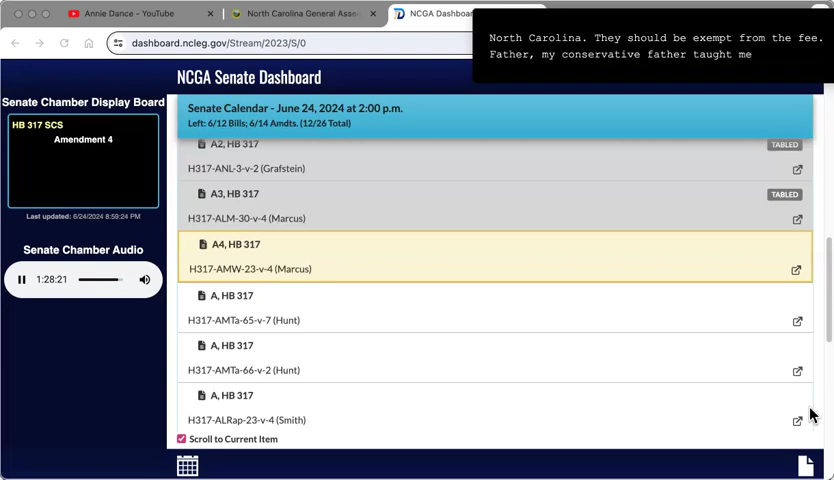 Annie Dance - YouTube
North Carolina General Ass
NCGA Dashboa
dashboard.ncleg.gov/Stream/2023/S/0
North Carolina. They should be exempt from the fee.
Father, my conservative father taught me
NCGA Senate Dashboard
Senate Chamber Display Board
HB 317 SCS
Amendment 4
Last updated: 6/24/2024 8:59:24 PM
Senate Chamber Audio
1:28:21
Senate Calendar - June 24, 2024 at 2:00 p.m.
Left: 6/12 Bills; 6/14 Amdts. (12/26 Total)
A2, HB 317
TABLED
H317-ANL-3-v-2 (Grafstein)
A3, HB 317
TABLED
H317-ALM-30-v-4 (Marcus)
A4, HB 317
H317-AMW-23-v-4 (Marcus)
A, HB 317
H317-AMTa-65-v-7 (Hunt)
A, HB 317
H317-AMTa-66-v-2 (Hunt)
A, HB 317
H317-ALRap-23-v-4 (Smith)
Scroll to Current Item